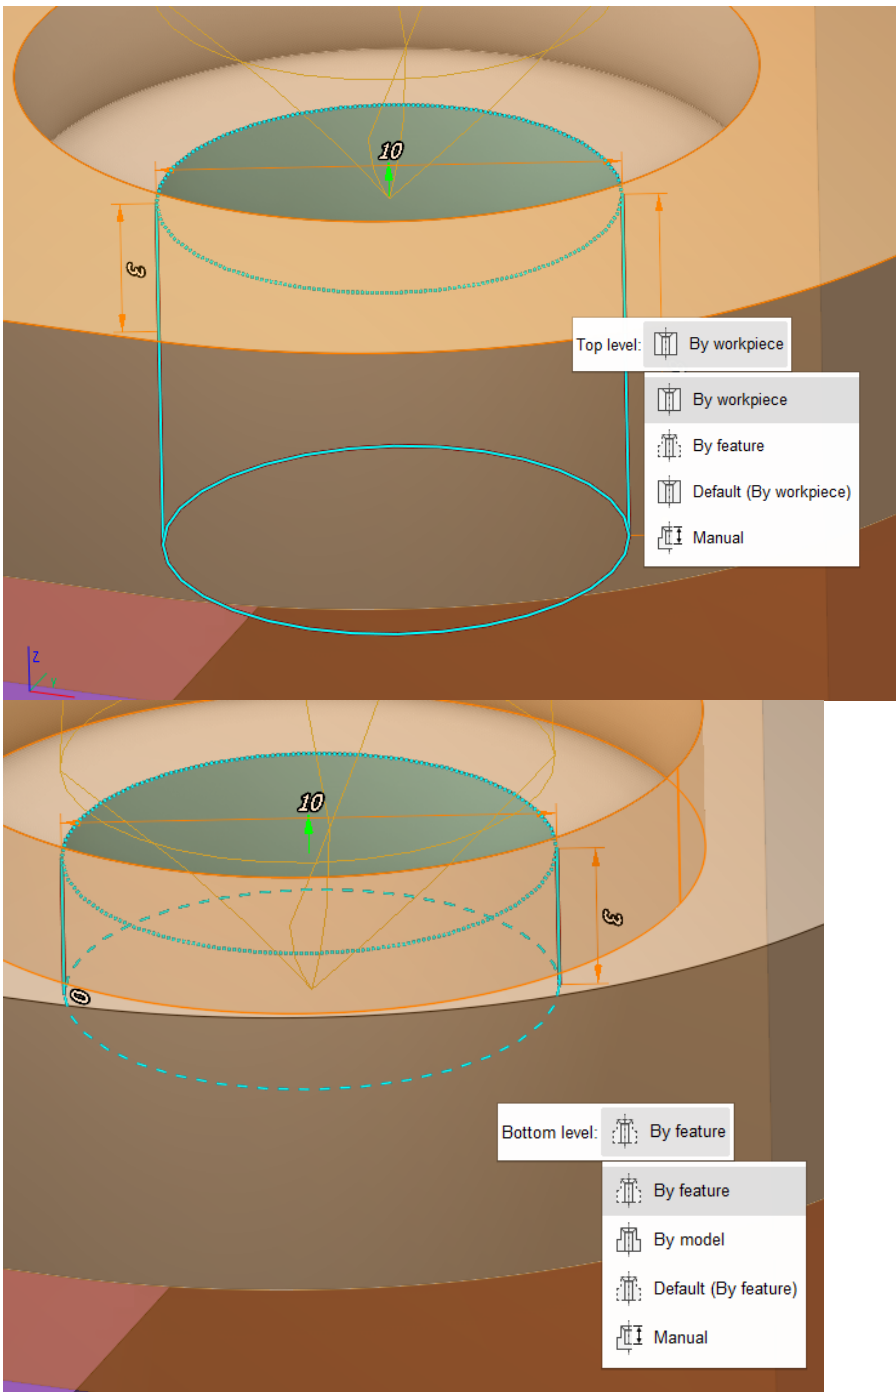 10
3
Top level: By workpiece
By workpiece
By feature
Default (By workpiece)
Manual
Z
10
3
0
Bottom level: By feature
By feature
By model
Default (By feature)
Manual